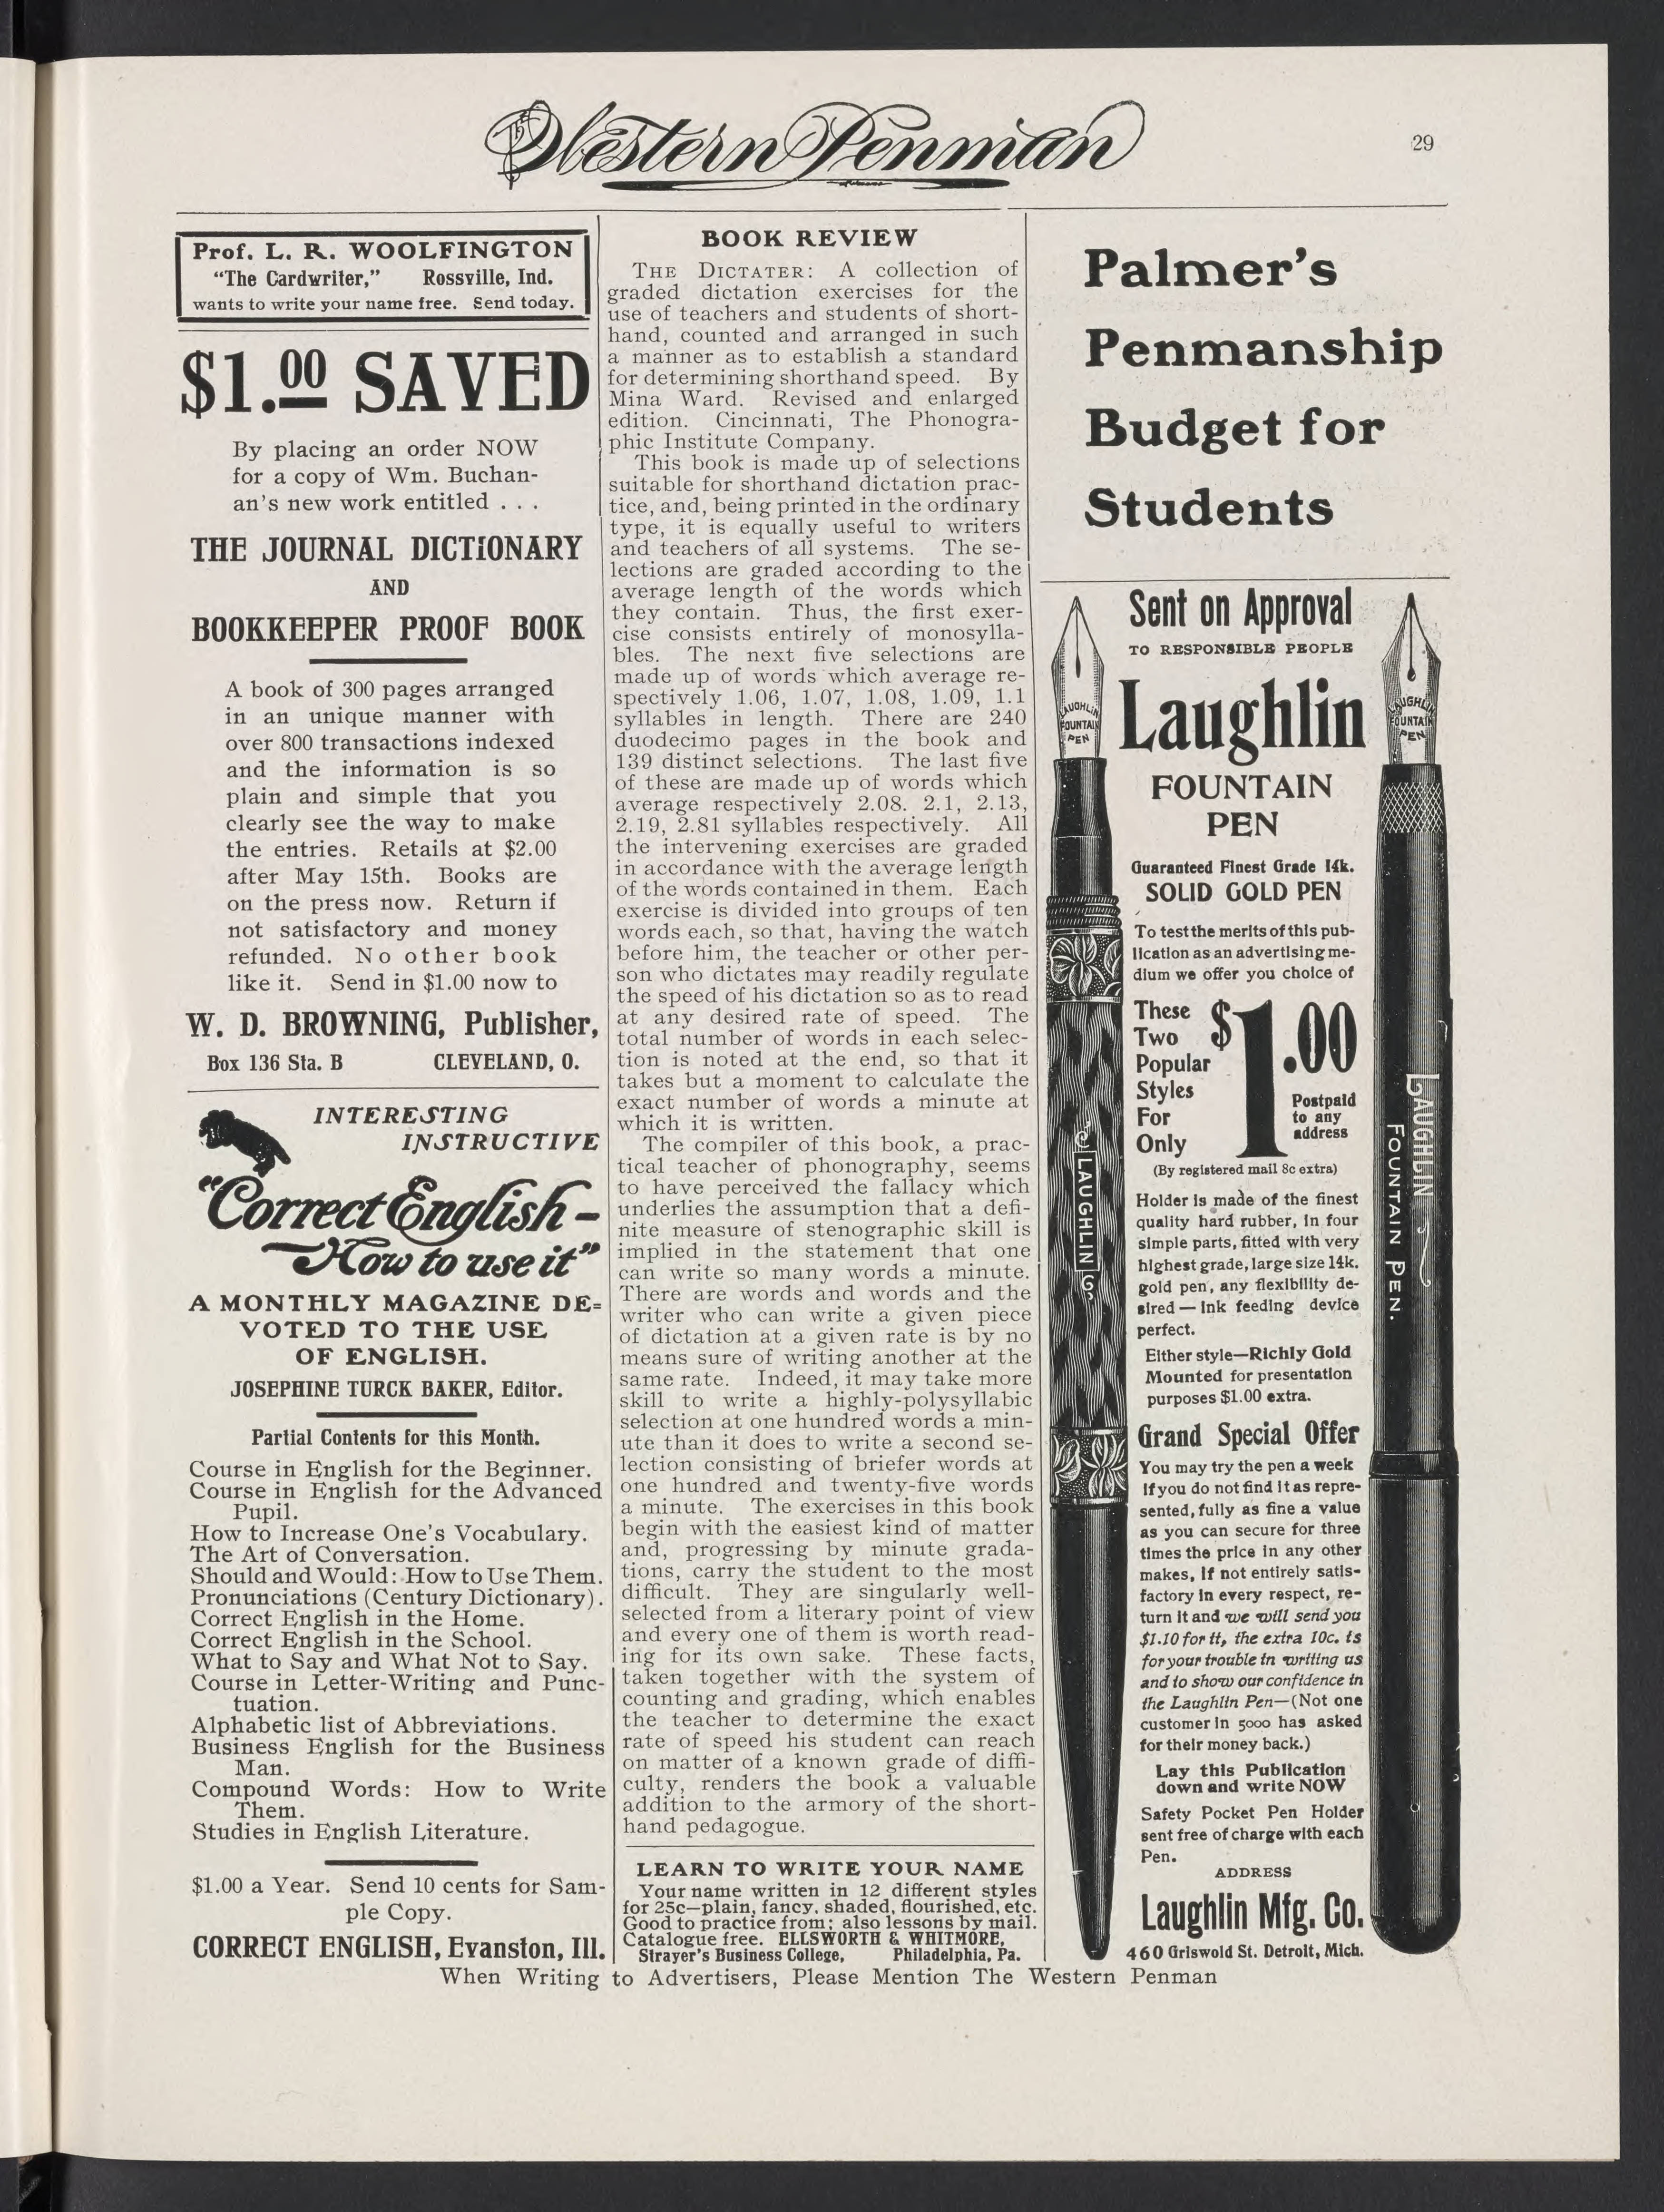 Western Penman
29
Prof. L. R. WOOLFINGTON
“The Cardwriter,” Rossville, Ind.
wants to write your name free. Send today.
$1.00 SAVED
By placing an order NOW
for a copy of Wm. Buchan-
an’s new work entitled . . .
THE JOURNAL DICTIONARY
AND
BOOKKEEPER PROOF BOOK
A book of 300 pages arranged
in an unique manner with
over 800 transactions indexed
and the information is so
plain and simple that you
clearly see the way to make
the entries. Retails at $2.00
after May 15th. Books are
on the press now. Return if
not satisfactory and money
refunded. No other book
like it. Send in $1.00 now to
W. D. BROWNING, Publisher,
Box 136 Sta. B CLEVELAND, O.
INTERESTING
INSTRUCTIVE
“Correct English –
How to use it”
A MONTHLY MAGAZINE DE=
VOTED TO THE USE
OF ENGLISH.
JOSEPHINE TURCK BAKER, Editor.
Partial Contents for this Month.
Course in English for the Beginner.
Course in English for the Advanced
Pupil.
How to Increase One’s Vocabulary.
The Art of Conversation.
Should and Would: How to Use Them.
Pronunciations (Century Dictionary).
Correct English in the Home.
Correct English in the School.
What to Say and What Not to Say.
Course in Letter-Writing and Punc-
tuation.
Alphabetic list of Abbreviations.
Business English for the Business
Man.
Compound Words: How to Write
Them.
Studies in English Literature.
$1.00 a Year. Send 10 cents for Sam-
ple Copy.
CORRECT ENGLISH, Evanston, Ill.
BOOK REVIEW
THE DICTATER: A collection of
graded dictation exercises for the
use of teachers and students of short-
hand, counted and arranged in such
a manner as to establish a standard
for determining shorthand speed. By
Mina Ward. Revised and enlarged
edition. Cincinnati, The Phonogra-
phic Institute Company.
This book is made up of selections
suitable for shorthand dictation prac-
tice, and, being printed in the ordinary
type, it is equally useful to writers
and teachers of all systems. The se-
lections are graded according to the
average length of the words which
they contain. Thus, the first exer-
cise consists entirely of monosylla-
bles. The next five selections are
made up of words which average re-
spectively 1.06, 1.07, 1.08, 1.09, 1.1
syllables in length. There are 240
duodecimo pages in the book and
139 distinct selections. The last five
of these are made up of words which
average respectively 2.08. 2.1, 2.13,
2.19, 2.81 syllables respectively. All
the intervening exercises are graded
in accordance with the average length
of the words contained in them. Each
exercise is divided into groups of ten
words each, so that, having the watch
before him, the teacher or other per-
son who dictates may readily regulate
the speed of his dictation so as to read
at any desired rate of speed. The
total number of words in each selec-
tion is noted at the end, so that it
takes but a moment to calculate the
exact number of words a minute at
which it is written.
The compiler of this book, a prac-
tical teacher of phonography, seems
to have perceived the fallacy which
underlies the assumption that a defi-
nite measure of stenographic skill is
implied in the statement that one
can write so many words a minute.
There are words and words and the
writer who can write a given piece
of dictation at a given rate is by no
means sure of writing another at the
same rate. Indeed, it may take more
skill to write a highly-polysyllabic
selection at one hundred words a min-
ute than it does to write a second se-
lection consisting of briefer words at
one hundred and twenty-five words
a minute. The exercises in this book
begin with the easiest kind of matter
and, progressing by minute grada-
tions, carry the student to the most
difficult. They are singularly well-
selected from a literary point of view
and every one of them is worth read-
ing for its own sake. These facts,
taken together with the system of
counting and grading, which enables
the teacher to determine the exact
rate of speed his student can reach
on matter of a known grade of diffi-
culty, renders the book a valuable
addition to the armory of the short-
hand pedagogue.
LEARN TO WRITE YOUR NAME
Your name written in 12 different styles
for 25c—plain, fancy, shaded, flourished, etc.
Good to practice from; also lessons by mail.
Catalogue free. ELLSWORTH & WHITMORE,
Strayer’s Business College, Philadelphia, Pa.
Palmer’s
Penmanship
Budget for
Students
Sent on Approval
TO RESPONSIBLE PEOPLE
Laughlin
FOUNTAIN
PEN
Guaranteed Finest Grade 14k.
SOLID GOLD PEN
To test the merits of this pub-
lication as an advertising me-
dium we offer you choice of
These
Two
Popular
Styles
For
Only
$1.00
Postpaid
to any
address
(By registered mail 8c extra)
Holder is made of the finest
quality hard rubber, in four
simple parts, fitted with very
highest grade, large size 14k.
gold pen, any flexibility de-
sired — ink feeding device
perfect.
Either style—Richly Gold
Mounted for presentation
purposes $1.00 extra.
Grand Special Offer
You may try the pen a week
if you do not find it as repre-
sented, fully as fine a value
as you can secure for three
times the price in any other
makes, if not entirely satis-
factory in every respect, re-
turn it and we will send you
$1.10 for it, the extra 10c. is
for your trouble in writing us
and to show our confidence in
the Laughlin Pen—(Not one
customer in 5000 has asked
for their money back.)
Lay this Publication
down and write NOW
Safety Pocket Pen Holder
sent free of charge with each
Pen.
ADDRESS
Laughlin Mfg. Co.
460 Griswold St. Detroit, Mich.
LAUGHLIN
FOUNTAIN
PEN
LAUGHLIN
LAUGHLIN
FOUNTAIN
PEN
LAUGHLIN
FOUNTAIN PEN.
When Writing to Advertisers, Please Mention The Western Penman